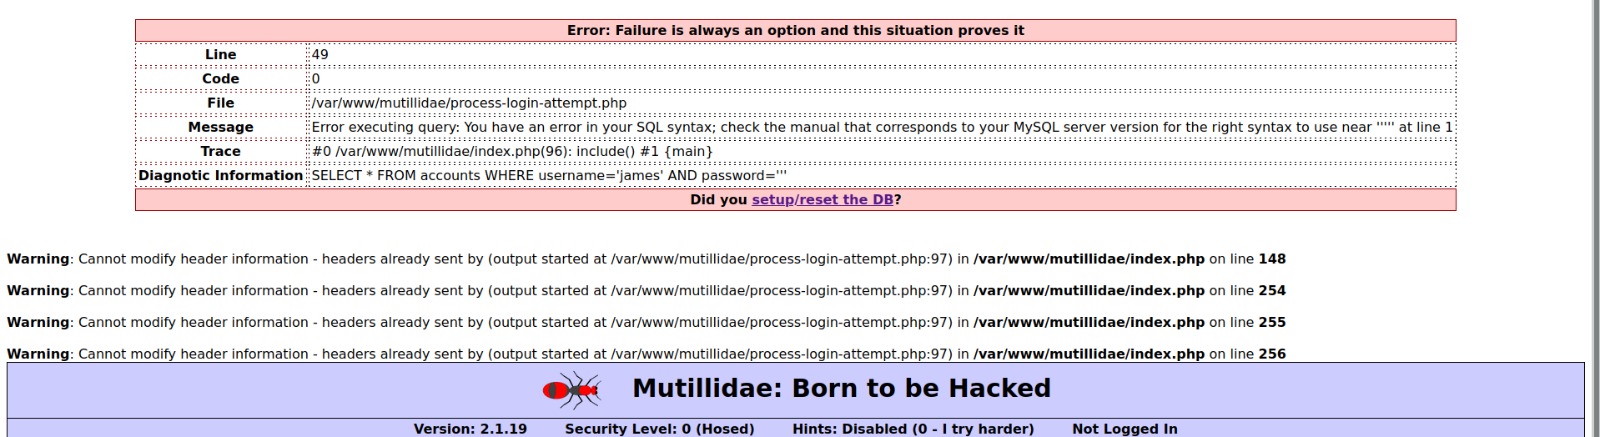 Error: Failure is always an option and this situation proves it
Line 49
Code 0
File /var/www/mutillidae/process-login-attempt.php
Message Error executing query: You have an error in your SQL syntax; check the manual that corresponds to your MySQL server version for the right syntax to use near ''''' at line 1
Trace #0 /var/www/mutillidae/index.php(96): include() #1 {main}
Diagnostic Information SELECT * FROM accounts WHERE username='james' AND password='''
Did you setup/reset the DB?
Warning: Cannot modify header information - headers already sent by (output started at /var/www/mutillidae/process-login-attempt.php:97) in /var/www/mutillidae/index.php on line 148
Warning: Cannot modify header information - headers already sent by (output started at /var/www/mutillidae/process-login-attempt.php:97) in /var/www/mutillidae/index.php on line 254
Warning: Cannot modify header information - headers already sent by (output started at /var/www/mutillidae/process-login-attempt.php:97) in /var/www/mutillidae/index.php on line 255
Warning: Cannot modify header information - headers already sent by (output started at /var/www/mutillidae/process-login-attempt.php:97) in /var/www/mutillidae/index.php on line 256
Mutillidae: Born to be Hacked
Version: 2.1.19 Security Level: 0 (Hosed) Hints: Disabled (0 - I try harder) Not Logged In